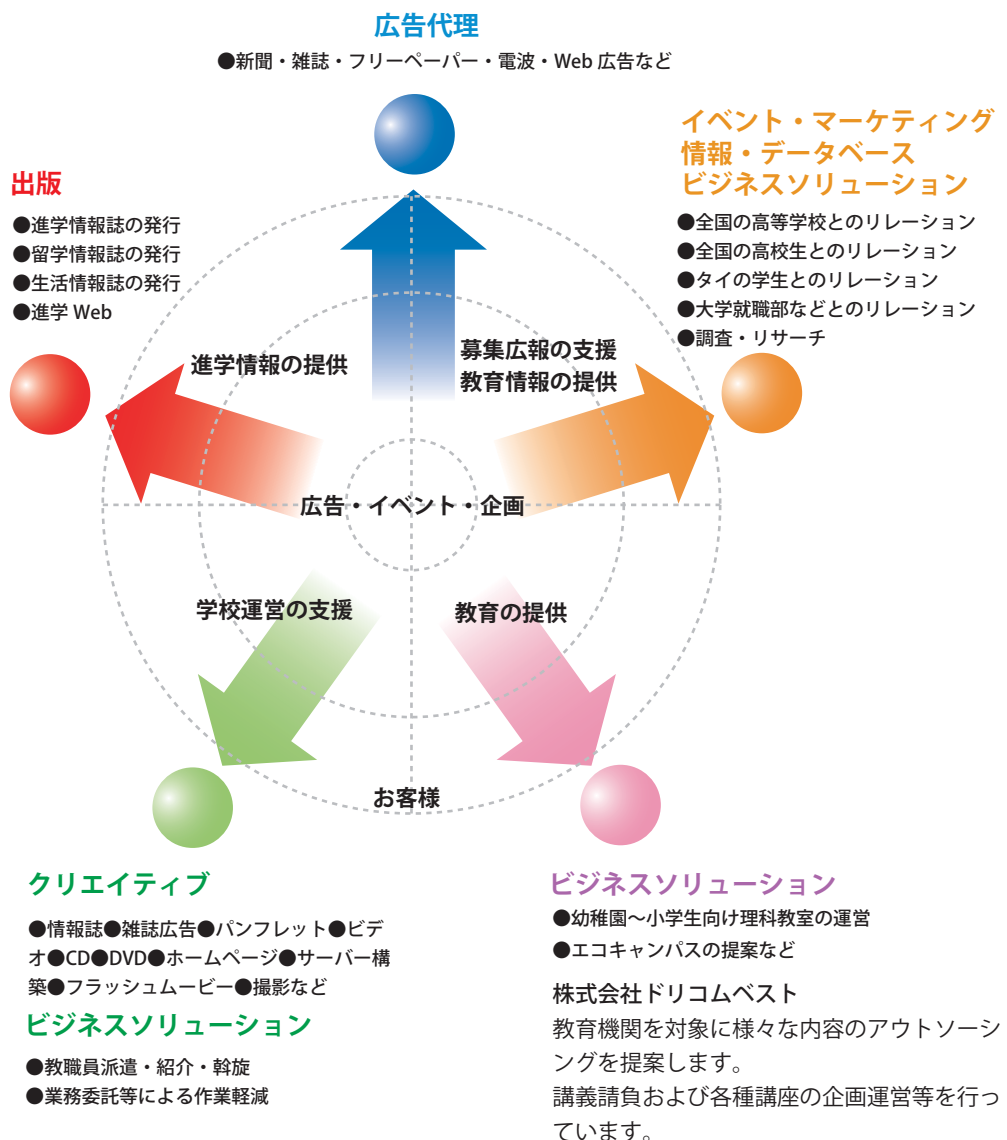 広告代理
●新聞・雑誌・フリーペーパー・電波・Web 広告など
イベント・マーケティング
情報・データベース
ビジネスソリューション
●全国の高等学校とのリレーション
●全国の高校生とのリレーション
●タイの学生とのリレーション
●大学就職部などとのリレーション
●調査・リサーチ
出版
●進学情報誌の発行
●留学情報誌の発行
●生活情報誌の発行
●進学 Web
進学情報の提供
募集広報の支援
教育情報の提供
広告・イベント・企画
学校運営の支援
教育の提供
お客様
クリエイティブ
●情報誌●雑誌広告●パンフレット●ビデ
オ●CD●DVD●ホームページ●サーバー構
築●フラッシュムービー●撮影など
ビジネスソリューション
●教職員派遣・紹介・斡旋
●業務委託等による作業軽減
ビジネスソリューション
●幼稚園～小学生向け理科教室の運営
●エコキャンパスの提案など
株式会社ドリコムベスト
教育機関を対象に様々な内容のアウトソーシ
ングを提案します。
講義請負および各種講座の企画運営等を行っ
ています。